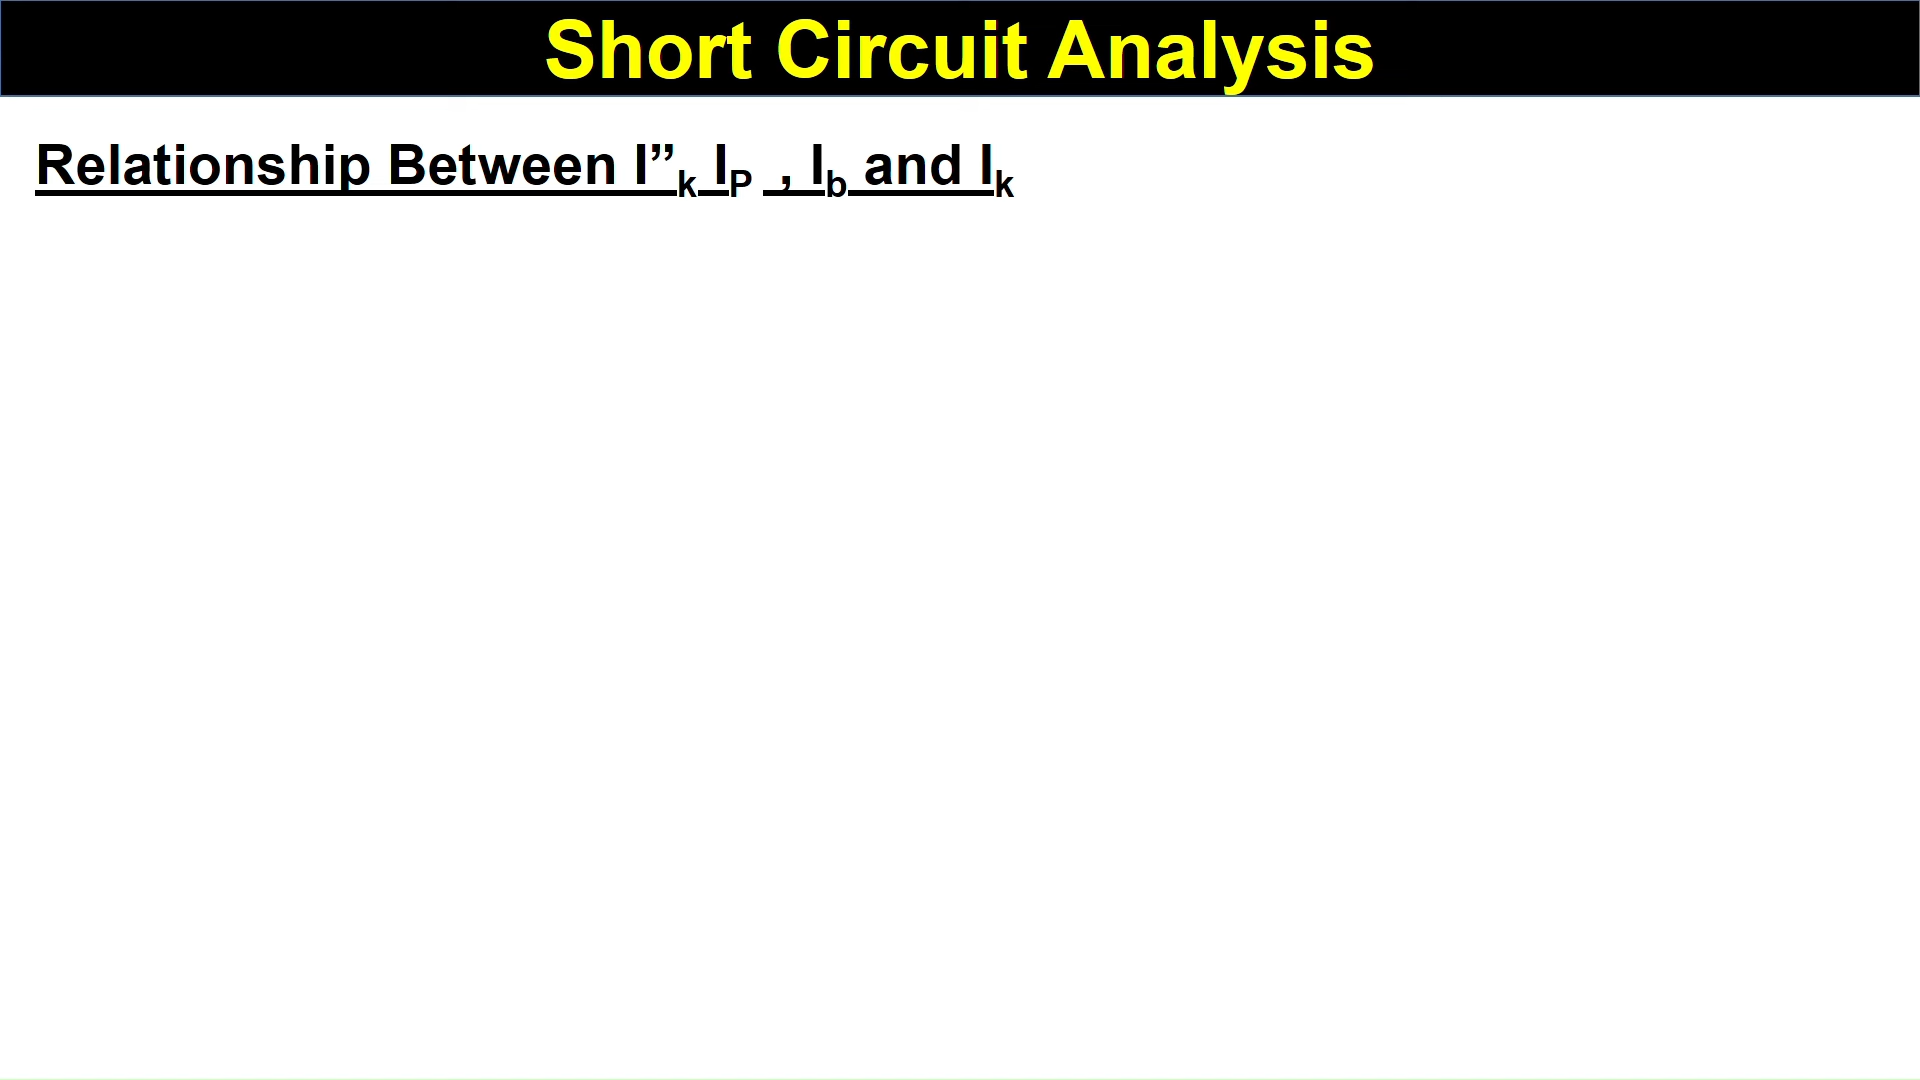 Short Circuit Analysis
Relationship Between I”k IP , Ib and Ik